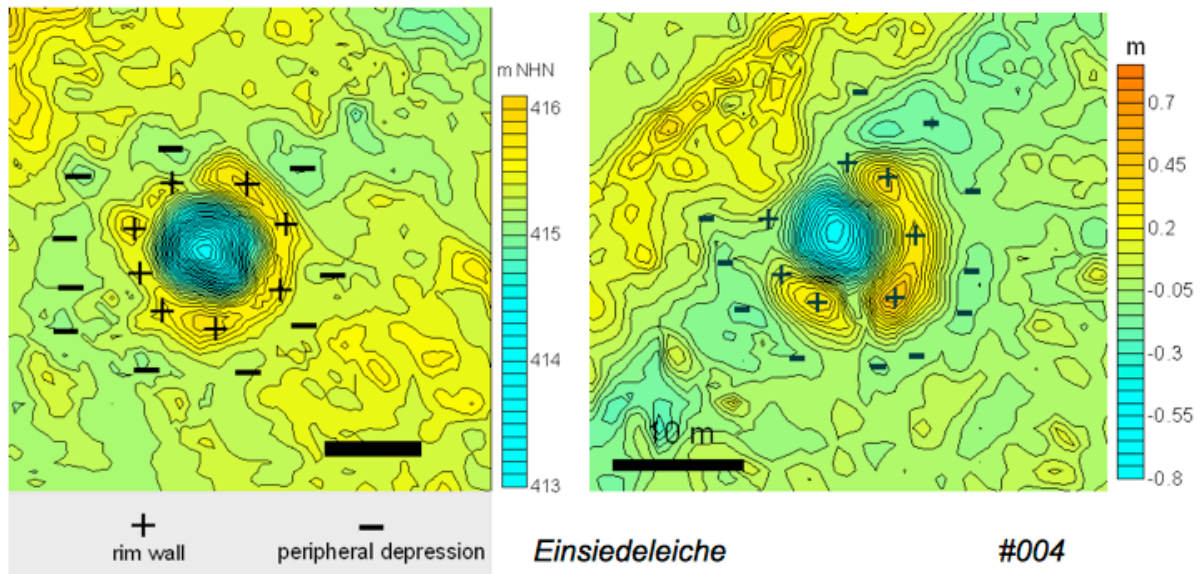 m NHN
416
415
414
413
m
0.7
0.45
0.2
-0.05
-0.3
-0.55
-0.8
10 m
+
rim wall
-
peripheral depression
Einsiedeleiche
#004